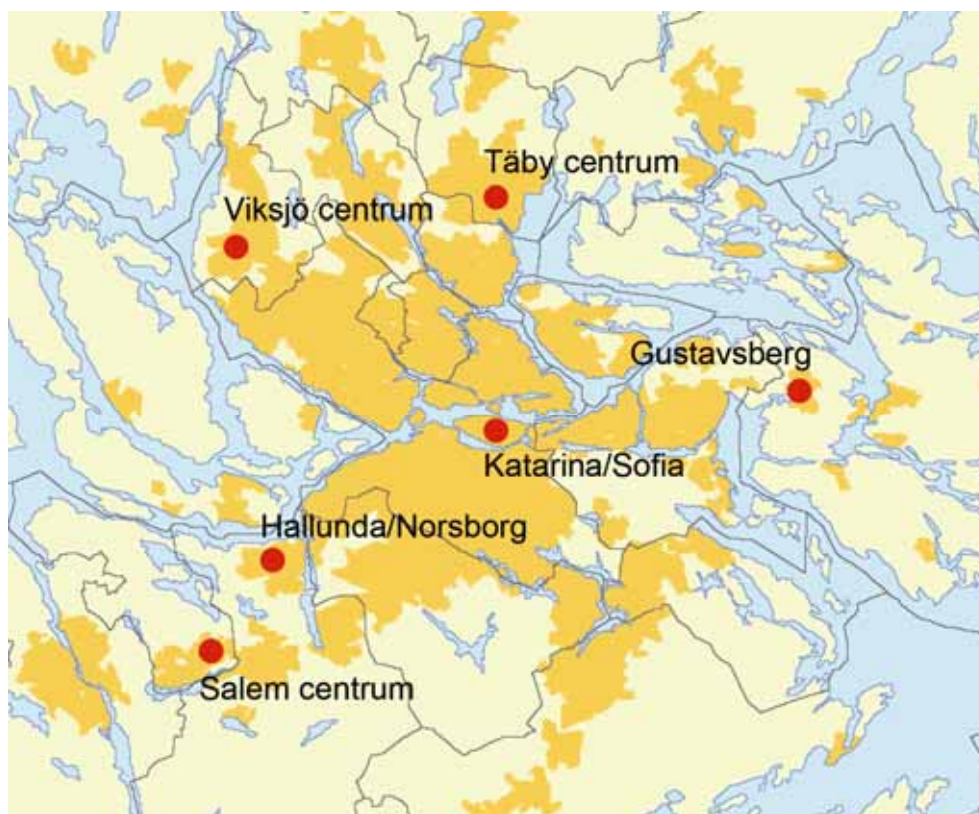 Täby centrum
Viksjö centrum
Gustavsberg
Katarina/Sofia
Hallunda/Norsborg
Salem centrum